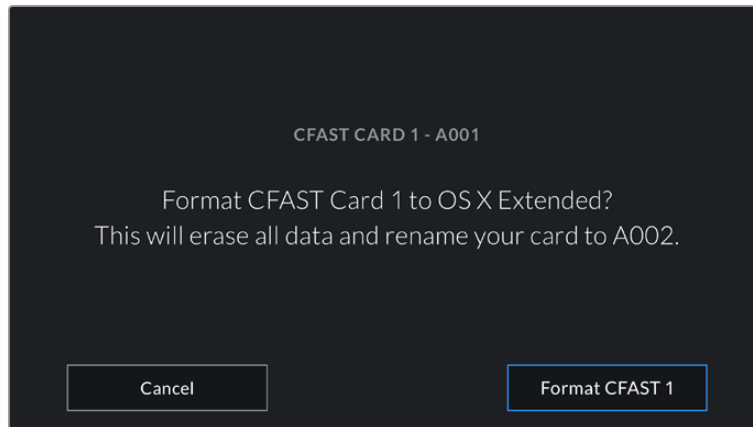 CFAST CARD 1 - A001
Format CFAST Card 1 to OS X Extended?
This will erase all data and rename your card to A002.
Cancel
Format CFAST 1